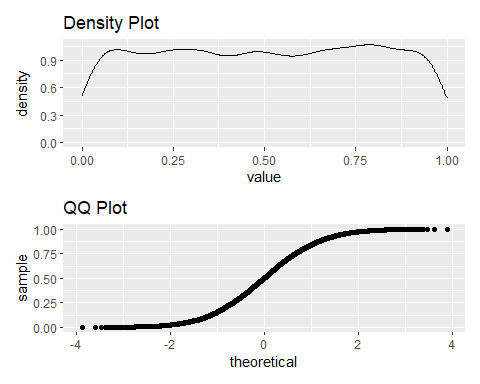 Density Plot
0.9
0.6
0.3
0.0
density
0.00 0.25 0.50 0.75 1.00
value
QQ Plot
1.00
0.75
0.50
0.25
0.00
sample
-4 -2 0 2 4
theoretical